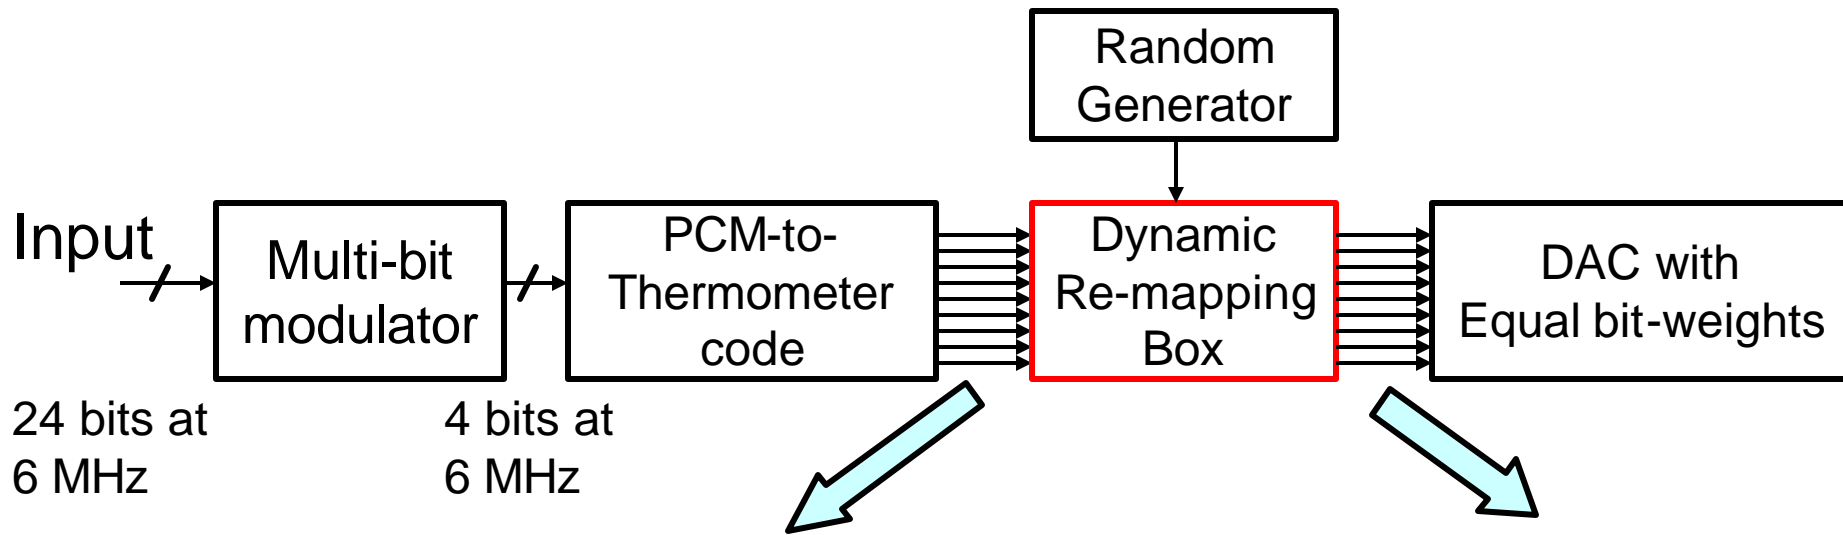 Random
Generator
Input
Multi-bit
modulator
PCM-to-
Thermometer
code
Dynamic
Re-mapping
Box
DAC with
Equal bit-weights
24 bits at
6 MHz
4 bits at
6 MHz